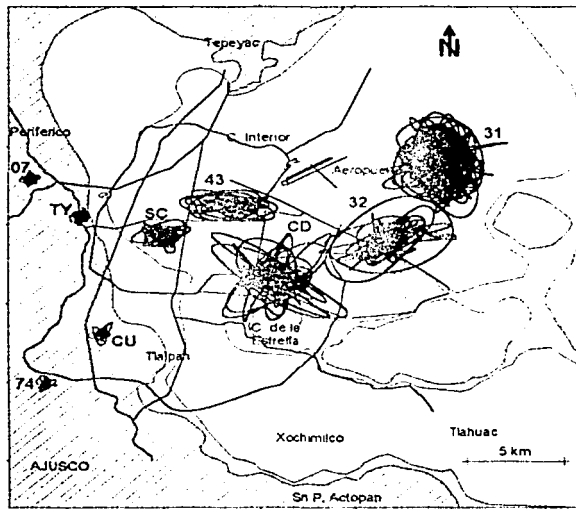 N
Tepeyac
Periferico
C. Interior
31
07
43
Aeropuer
TY
SC
CD
32
C. de la
Estrella
CU
Tlalpan
74
Xochimilco
Tlahuac
5 km
AJUSCO
Sn P. Actopan